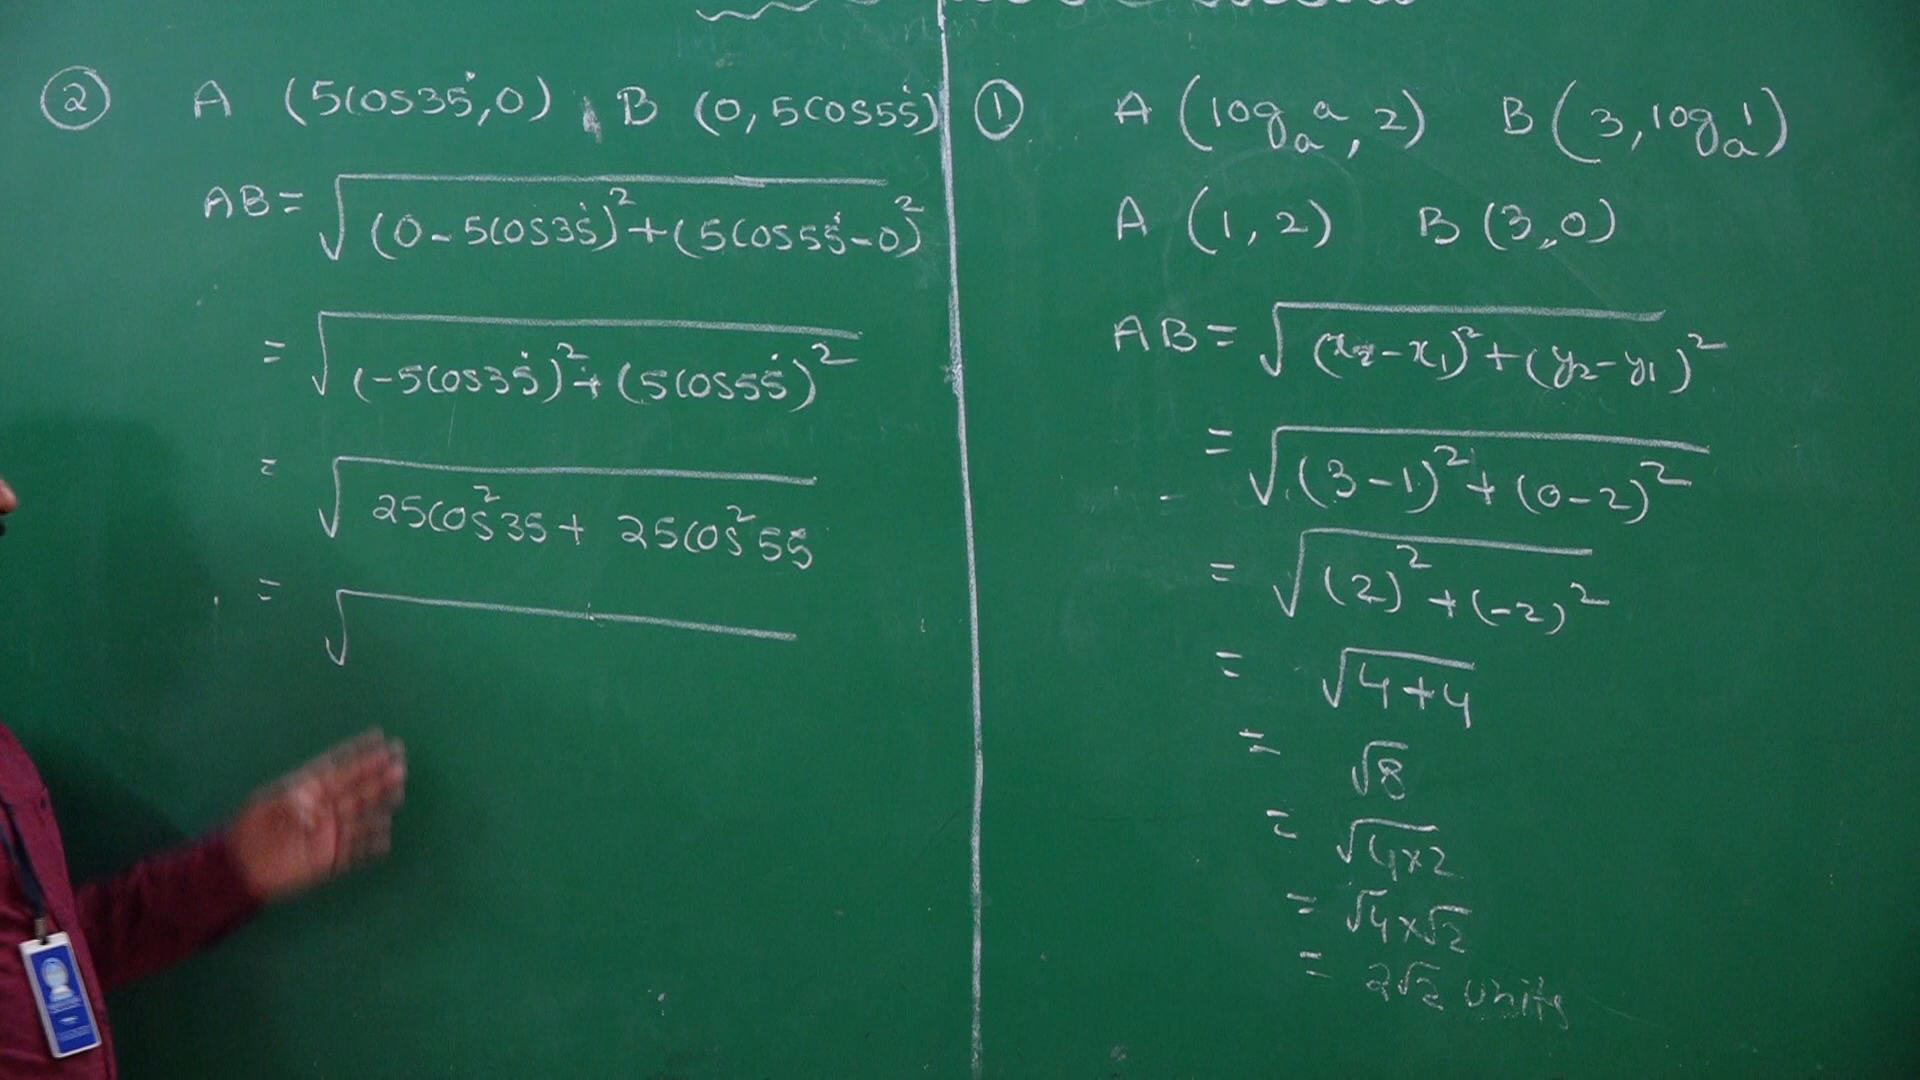 ② A (5cos35°,0), B (0,5cos55°)
AB = √((0-5cos35°)² + (5cos55°-0)²)
= √((-5cos35°)² + (5cos55°)²)
= √(25cos²35 + 25cos²55°)
= √
① A (logₐa, 2) B (3, logₐ1)
A (1,2) B (3,0)
AB = √((x₂-x₁)² + (y₂-y₁)²)
= √((3-1)² + (0-2)²)
= √((2)² + (-2)²)
= √(4+4)
= √8
= √(4×2)
= √4×√2
= 2√2 units